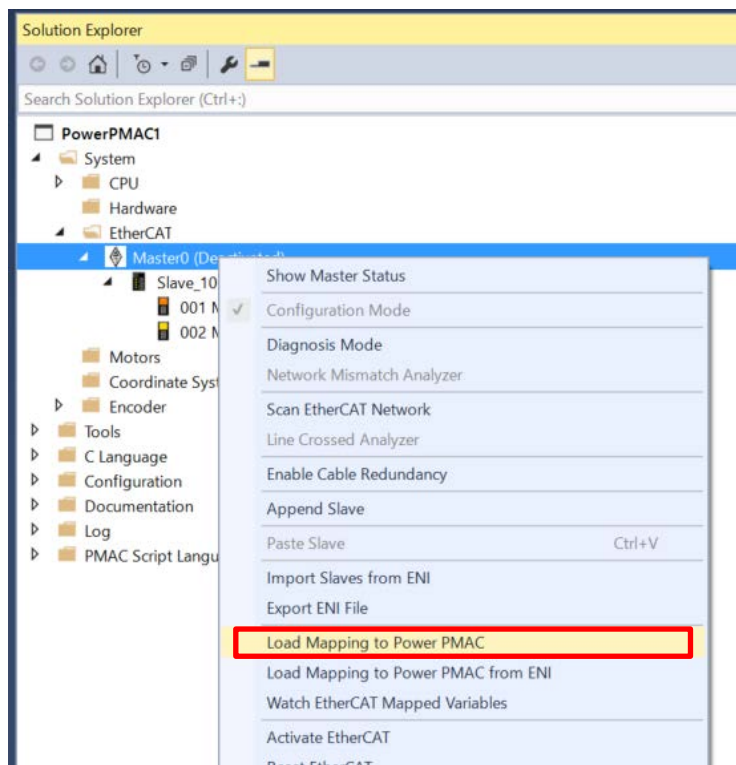 Solution Explorer
Search Solution Explorer (Ctrl+:)
PowerPMAC1
System
CPU
Hardware
EtherCAT
Master0 (Deactivated)
Slave_10
001 M
002 M
Motors
Coordinate Syst
Encoder
Tools
C Language
Configuration
Documentation
Log
PMAC Script Langu
Show Master Status
Configuration Mode
Diagnosis Mode
Network Mismatch Analyzer
Scan EtherCAT Network
Line Crossed Analyzer
Enable Cable Redundancy
Append Slave
Paste Slave Ctrl+V
Import Slaves from ENI
Export ENI File
Load Mapping to Power PMAC
Load Mapping to Power PMAC from ENI
Watch EtherCAT Mapped Variables
Activate EtherCAT
Reset EtherCAT